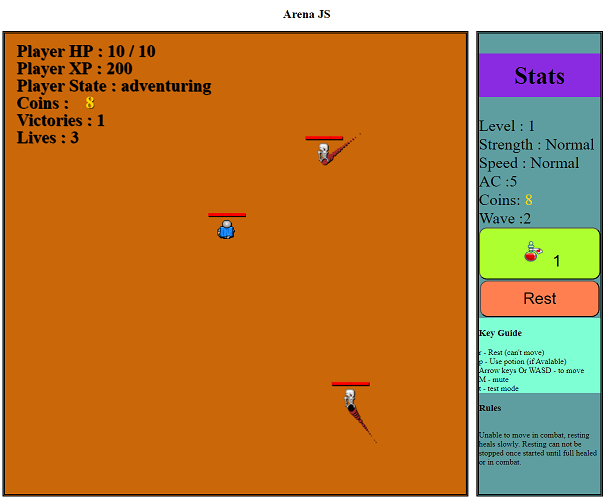 Arena JS
Player HP : 10 / 10
Player XP : 200
Player State : adventuring
Coins : 8
Victories : 1
Lives : 3
Stats
Level : 1
Strength : Normal
Speed : Normal
AC :5
Coins: 8
Wave :2
1
Rest
Key Guide
r - Rest (can't move)
p - Use potion (if Avalable)
Arrow keys Or WASD - to move
M - mute
t - test mode
Rules
Unable to move in combat, resting
heals slowly. Resting can not be
stopped once started until full healed
or in combat.